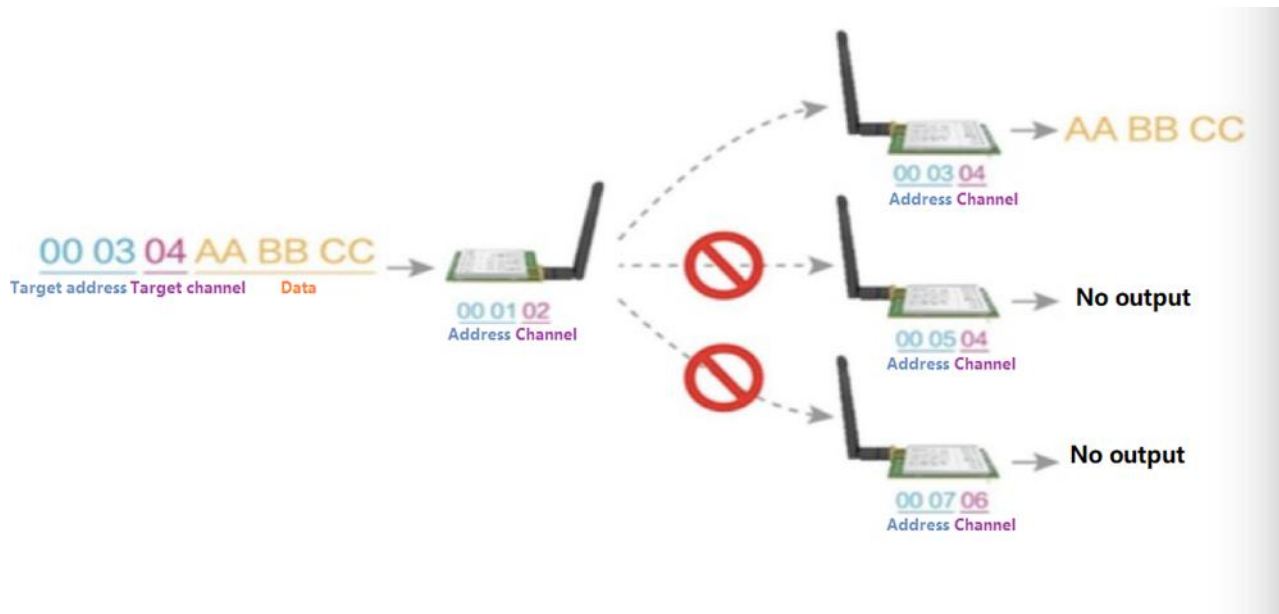 00 03 04 AA BB CC
Target address Target channel Data
00 01 02
Address Channel
00 03 04
Address Channel
AA BB CC
00 05 04
Address Channel
No output
00 07 06
Address Channel
No output